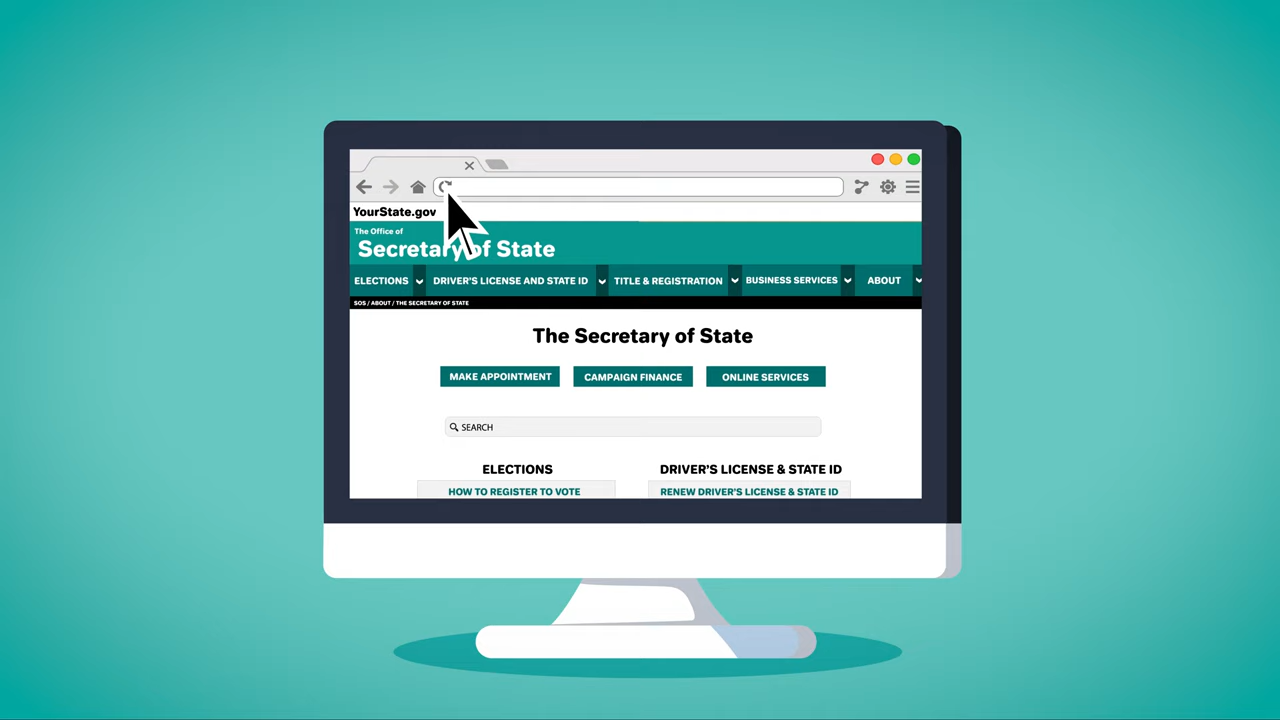 YourState.gov
The Office of
Secretary of State
ELECTIONS DRIVER'S LICENSE AND STATE ID TITLE & REGISTRATION BUSINESS SERVICES ABOUT
SOS / ABOUT / THE SECRETARY OF STATE
The Secretary of State
MAKE APPOINTMENT CAMPAIGN FINANCE ONLINE SERVICES
SEARCH
ELECTIONS DRIVER'S LICENSE & STATE ID
HOW TO REGISTER TO VOTE RENEW DRIVER'S LICENSE & STATE ID